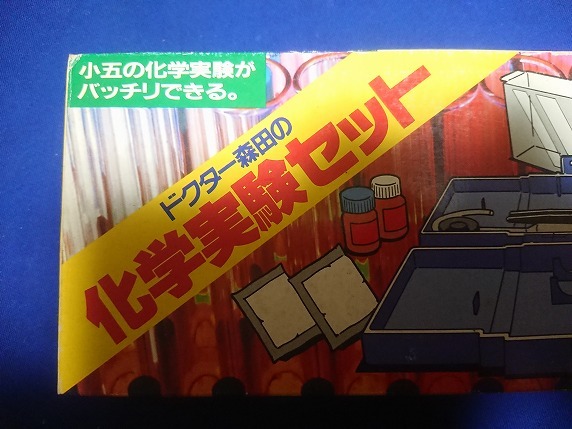 小五の化学実験が
バッチリできる。
ドクター森田の
化学実験セット